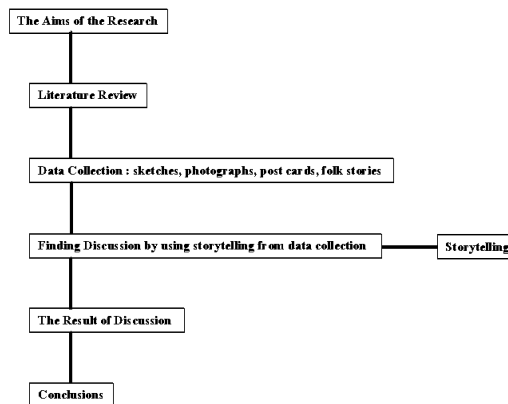 The Aims of the Research
Literature Review
Data Collection : sketches, photographs, post cards, folk stories
Finding Discussion by using storytelling from data collection
Storytelling
The Result of Discussion
Conclusions